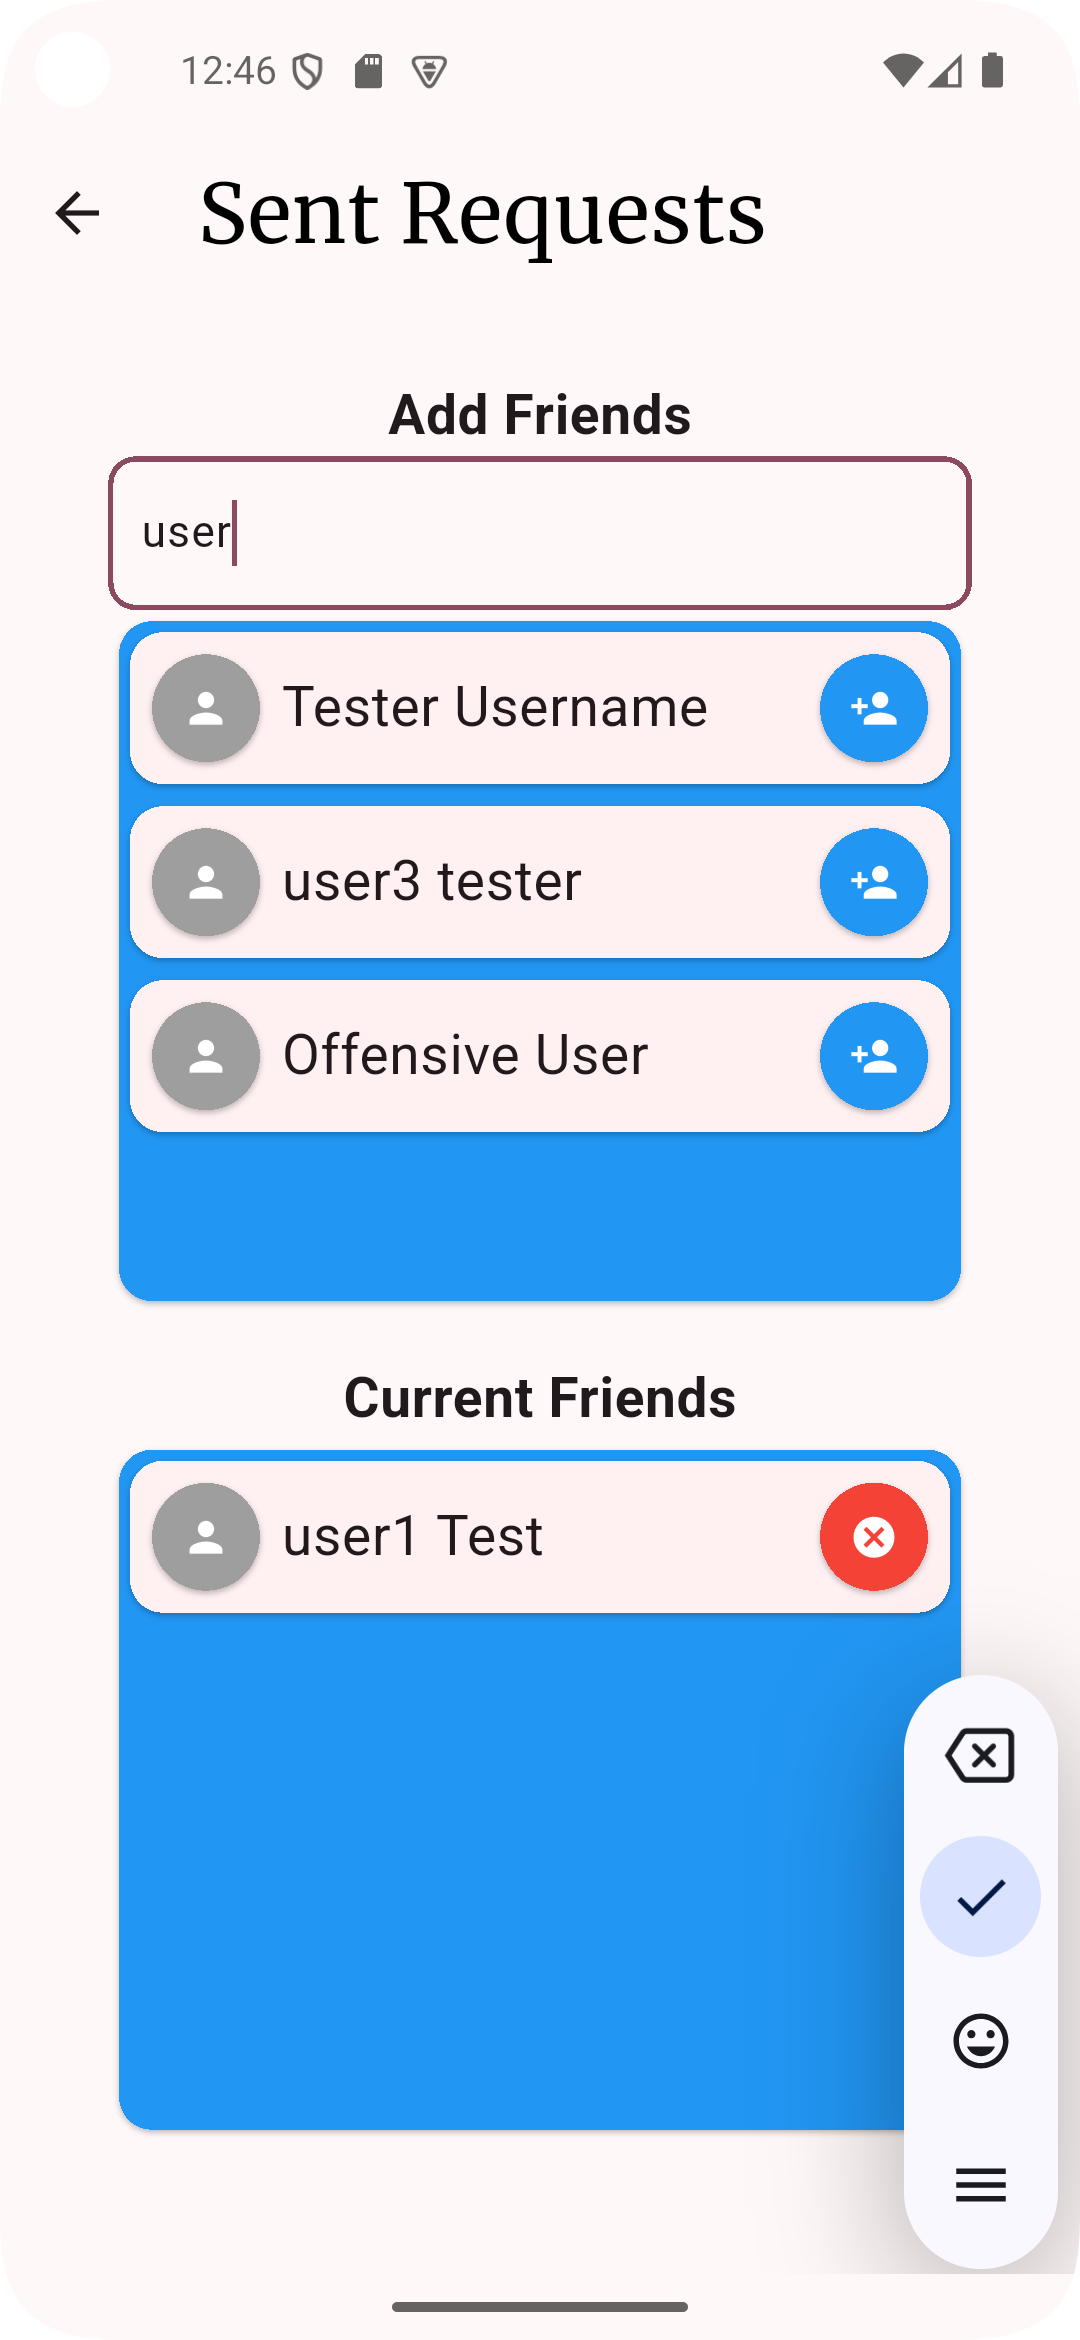 12:46
Sent Requests
Add Friends
user
Tester Username
user3 tester
Offensive User
Current Friends
user1 Test